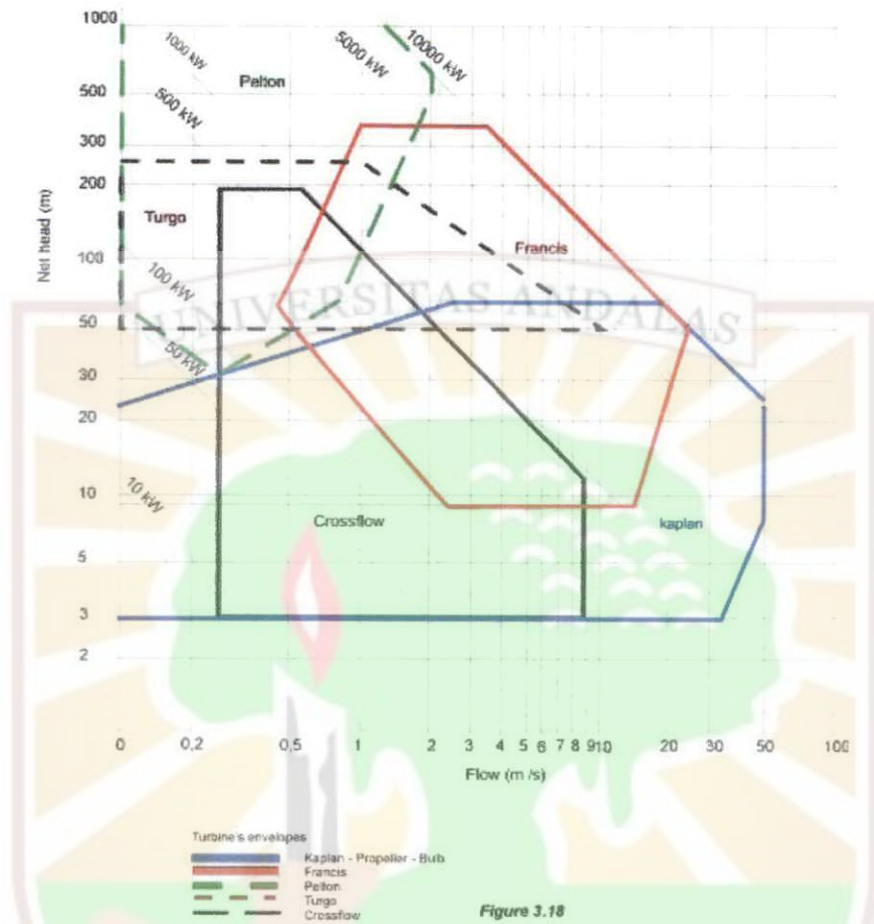 1000
500
300
200
100
50
30
20
10
5
3
2
Net head (m)
1000 kW
500 kW
5000 kW
10000 kW
100 kW
50 kW
10 kW
Pelton
Turgo
Francis
Crossflow
kaplan
UNIVERSITAS ANDALAS
0 0,2 0,5 1 2 3 4 5 6 7 8 9 10 20 30 50 100
Flow (m /s)
Turbine's envelopes
Kaplan - Propeller - Bulb
Francis
Pelton
Turgo
Crossflow
Figure 3.18